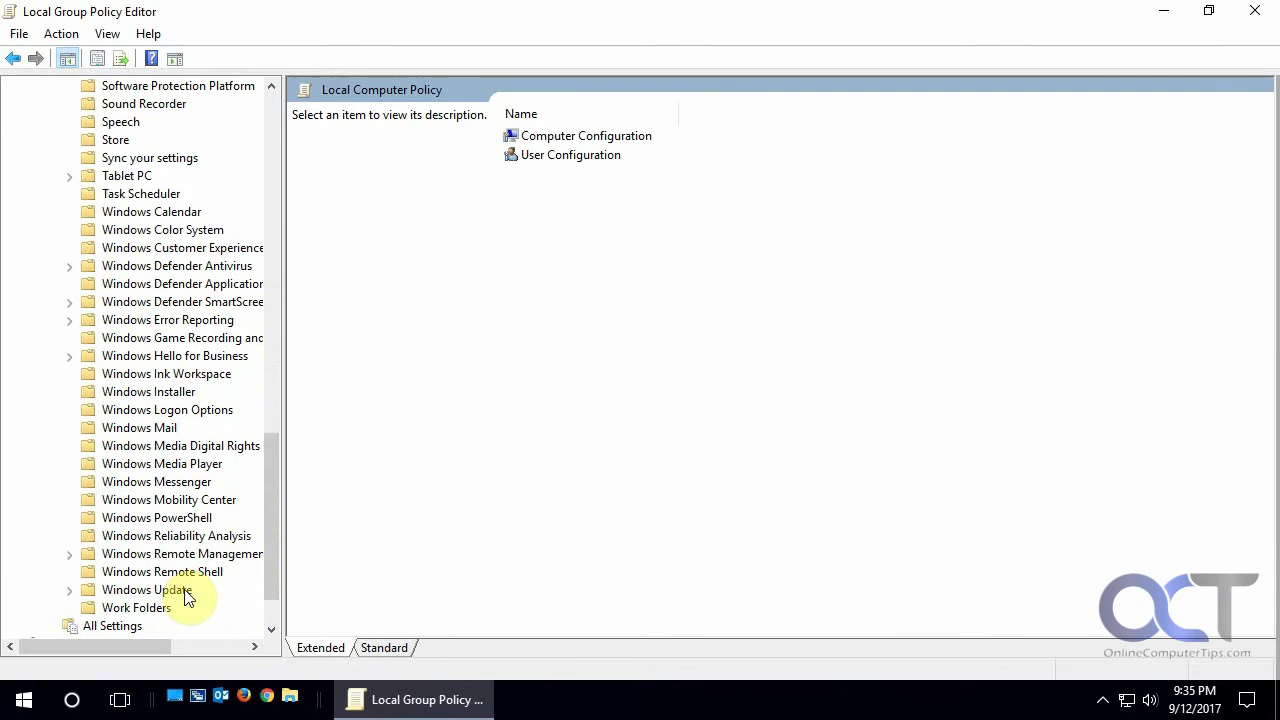 Local Group Policy Editor
File Action View Help
Software Protection Platform
Sound Recorder
Speech
Store
Sync your settings
Tablet PC
Task Scheduler
Windows Calendar
Windows Color System
Windows Customer Experience
Windows Defender Antivirus
Windows Defender Application
Windows Defender SmartScree
Windows Error Reporting
Windows Game Recording and
Windows Hello for Business
Windows Ink Workspace
Windows Installer
Windows Logon Options
Windows Mail
Windows Media Digital Rights
Windows Media Player
Windows Messenger
Windows Mobility Center
Windows PowerShell
Windows Reliability Analysis
Windows Remote Managemen
Windows Remote Shell
Windows Update
Work Folders
All Settings
Local Computer Policy
Select an item to view its description.
Name
Computer Configuration
User Configuration
Extended Standard
OCT
OnlineComputerTips.com
Local Group Policy ...
9:35 PM
9/12/2017